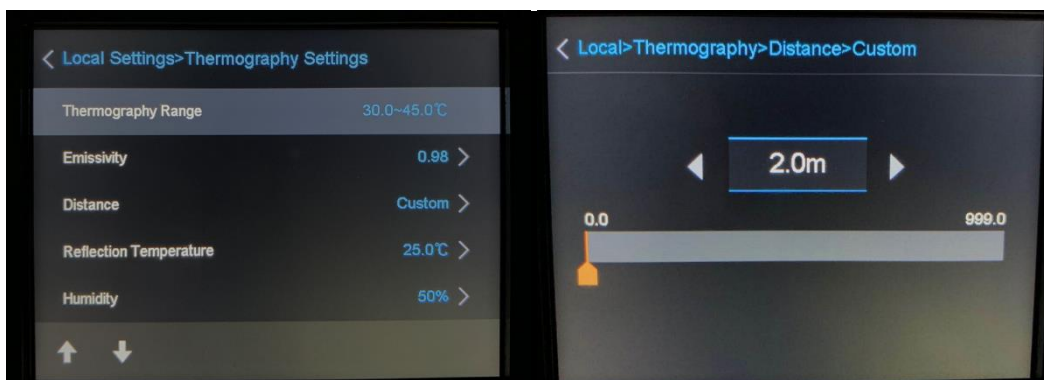 Local Settings>Thermography Settings
Thermography Range 30.0~45.0℃
Emissivity 0.98
Distance Custom
Reflection Temperature 25.0℃
Humidity 50%
Local>Thermography>Distance>Custom
2.0m
0.0 999.0